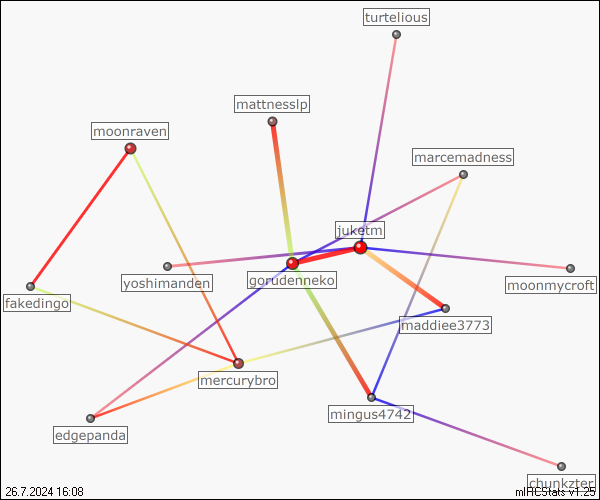 turtelious
mattnesslp
moonraven
marcemadness
juketm
yoshimanden
gorudenneko
moonmycroft
fakedingo
maddiee3773
mercurybro
mingus4742
edgepanda
chunkzter
26.7.2024 16:08
mIHCStats v1.25